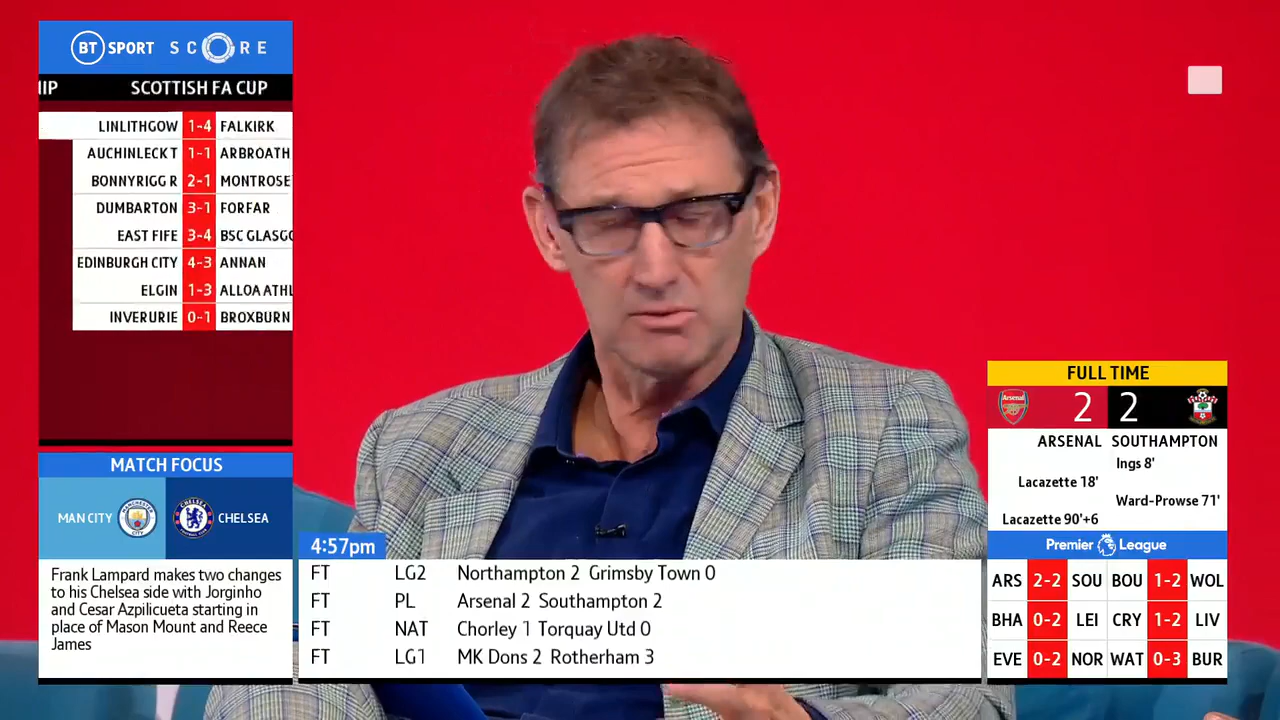 BT SPORT SCORE
IIP SCOTTISH FA CUP
LINLITHGOW 1-4 FALKIRK
AUCHINLECK T 1-1 ARBROATH
BONNYRIGG R 2-1 MONTROSE
DUMBARTON 3-1 FORFAR
EAST FIFE 3-4 BSC GLASGO
EDINBURGH CITY 4-3 ANNAN
ELGIN 1-3 ALLOA ATHL
INVERURIE 0-1 BROXBURN
MATCH FOCUS
MAN CITY CHELSEA
Frank Lampard makes two changes
to his Chelsea side with Jorginho
and Cesar Azpilicueta starting in
place of Mason Mount and Reece
James
4:57pm
FT LG2 Northampton 2 Grimsby Town 0
FT PL Arsenal 2 Southampton 2
FT NAT Chorley 1 Torquay Utd 0
FT LG1 MK Dons 2 Rotherham 3
FULL TIME
Arsenal 2 2
ARSENAL SOUTHAMPTON
Ings 8'
Lacazette 18'
Ward-Prowse 71'
Lacazette 90'+6
Premier League
ARS 2-2 SOU BOU 1-2 WOL
BHA 0-2 LEI CRY 1-2 LIV
EVE 0-2 NOR WAT 0-3 BUR